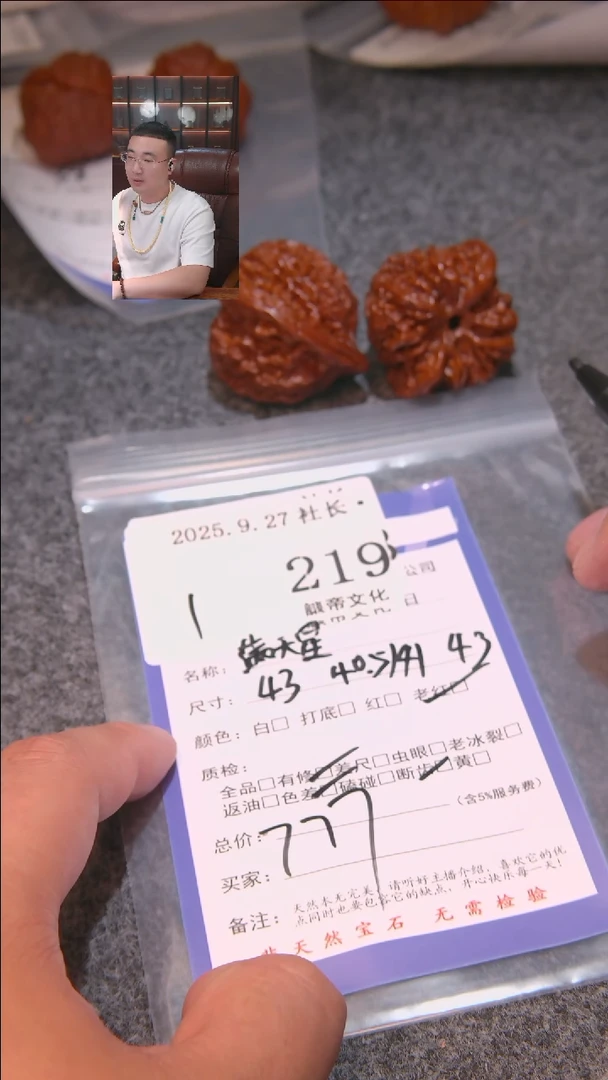 2025.9.27 社长.
219
公司
麒帝文化
日
1
名称:
尺寸: 43 40.5/41 43
颜色: 白□ 打底□ 红□ 老红□
质检:
全品□有修□差尺□虫眼□老冰裂□
返油□色差□磕碰□断齿□黄□
总价: 777 (含5%服务费)
买家:
备注: 天然本无完美,请听好主播介绍,喜欢它的优
点同时也要包容它的缺点,开心快乐每一天!
非天然宝石 无需检验